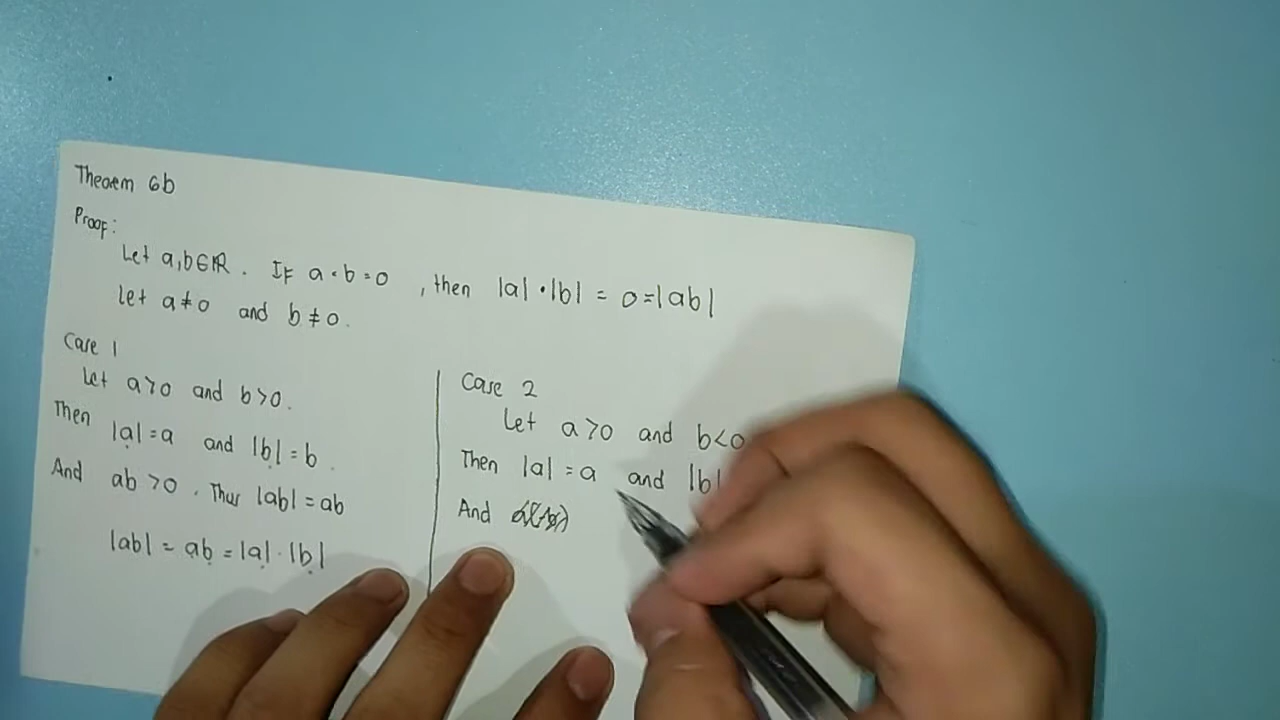 Theorem 6b
Proof:
Let a,b∈ℝ. If a·b=0, then |a|·|b| = 0=|ab|
let a≠0 and b≠0.
Case 1
Let a>0 and b>0.
Then |a|=a and |b|=b.
And ab>0. Thus |ab|=ab
|ab| = ab = |a|·|b|
Case 2
Let a>0 and b<0
Then |a|=a and |b|
And